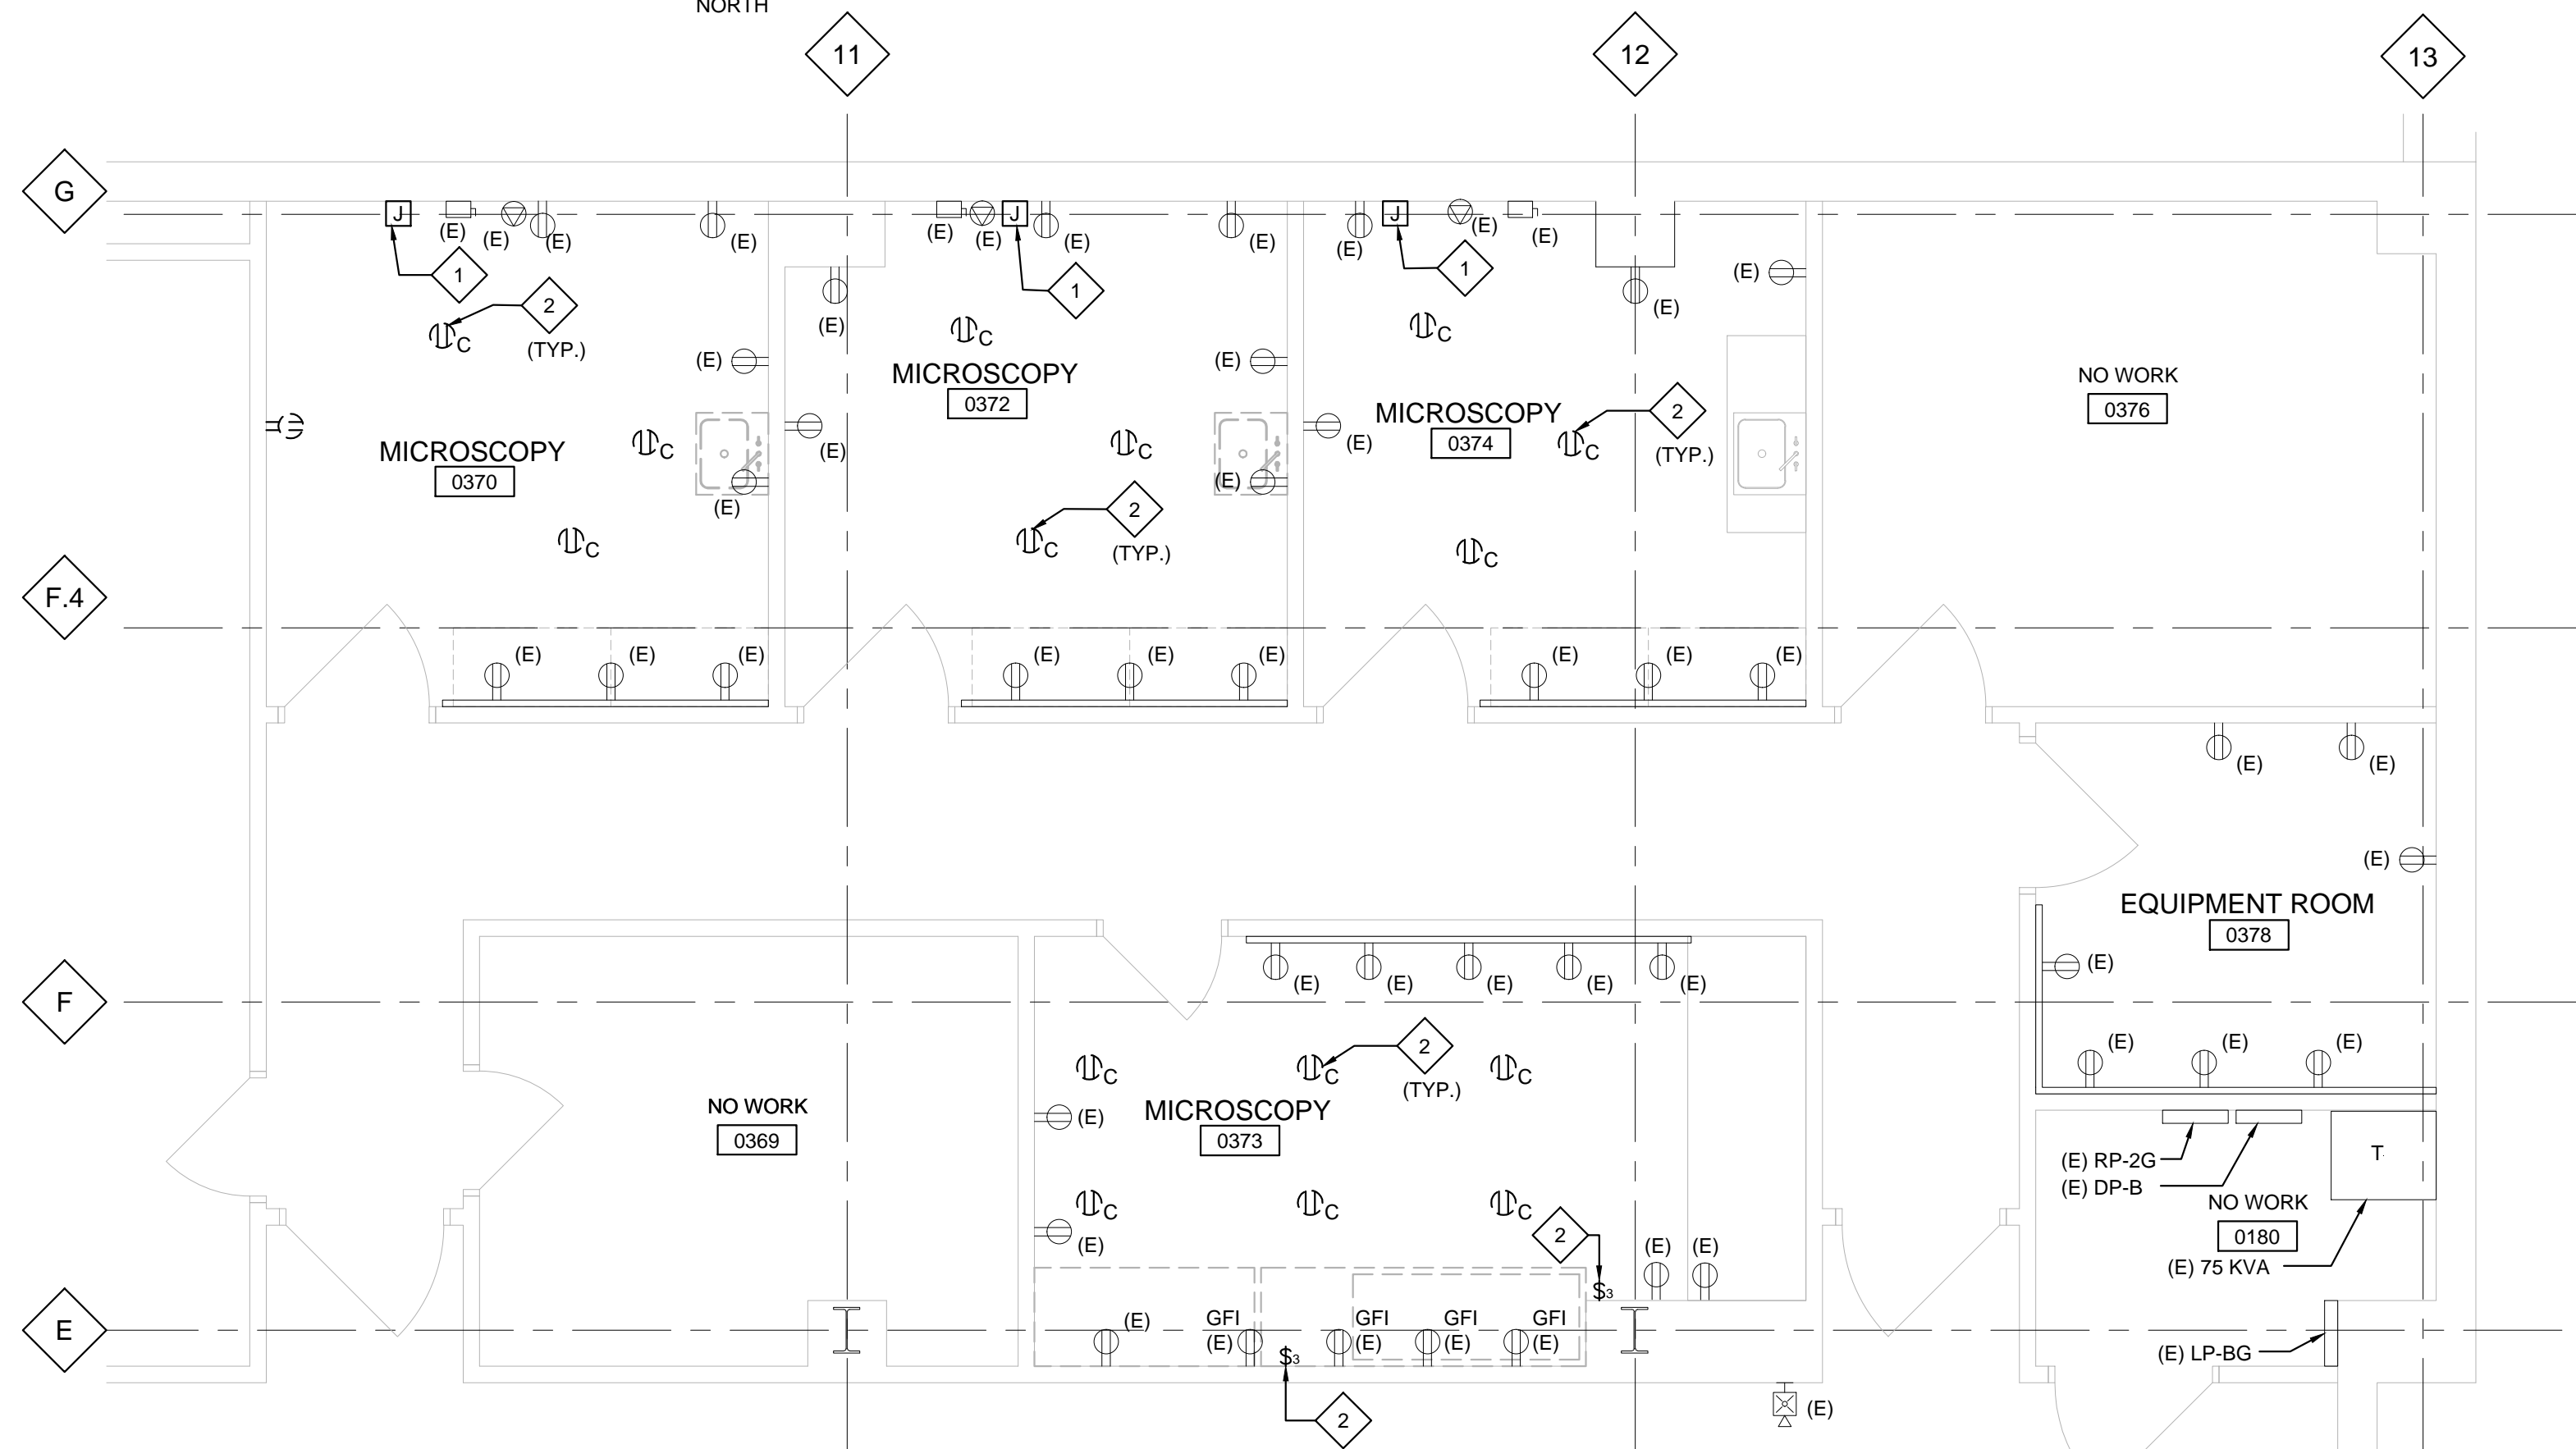 NORTH
11
12
13
G
J
(E)
(E)
(E)
(E)
(E)
(E)
J
(E)
(E)
(E)
J
(E)
(E)
1
1
1
(E)
2
(TYP.)
C
(E)
C
C
(E)
(E)
(E)
MICROSCOPY
0372
MICROSCOPY
0374
2
(TYP.)
NO WORK
0376
MICROSCOPY
0370
C
(E)
C
(E)
C
(E)
(E)
2
(TYP.)
C
C
C
F.4
(E)
(E)
(E)
(E)
(E)
(E)
(E)
(E)
(E)
(E)
(E)
(E)
EQUIPMENT ROOM
0378
(E)
F
(E)
(E)
(E)
(E)
(E)
(E)
(E)
(E)
2
(TYP.)
C
C
C
NO WORK
0369
MICROSCOPY
0373
(E)
C
C
C
(E)
2
$3
(E)
(E)
(E) RP-2G
(E) DP-B
T
NO WORK
0180
(E) 75 KVA
E
(E)
GFI
(E)
GFI
(E)
GFI
(E)
GFI
(E)
$3
2
(E)
(E) LP-BG